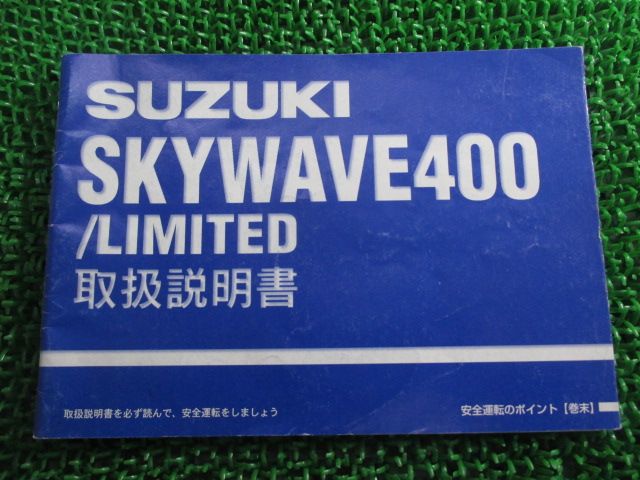 SUZUKI
SKYWAVE400
/LIMITED
取扱説明書
取扱説明書を必ず読んで、安全運転をしましょう
安全運転のポイント【巻末】